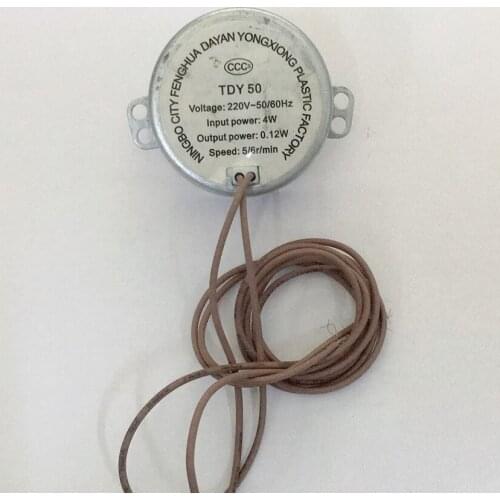 NINGBO CITY FENGHUA DAYAN YONGXIONG PLASTIC FACTORY
CCC
TDY 50
Voltage: 220V~50/60Hz
Input power: 4W
Output power: 0.12W
Speed: 5/6r/min